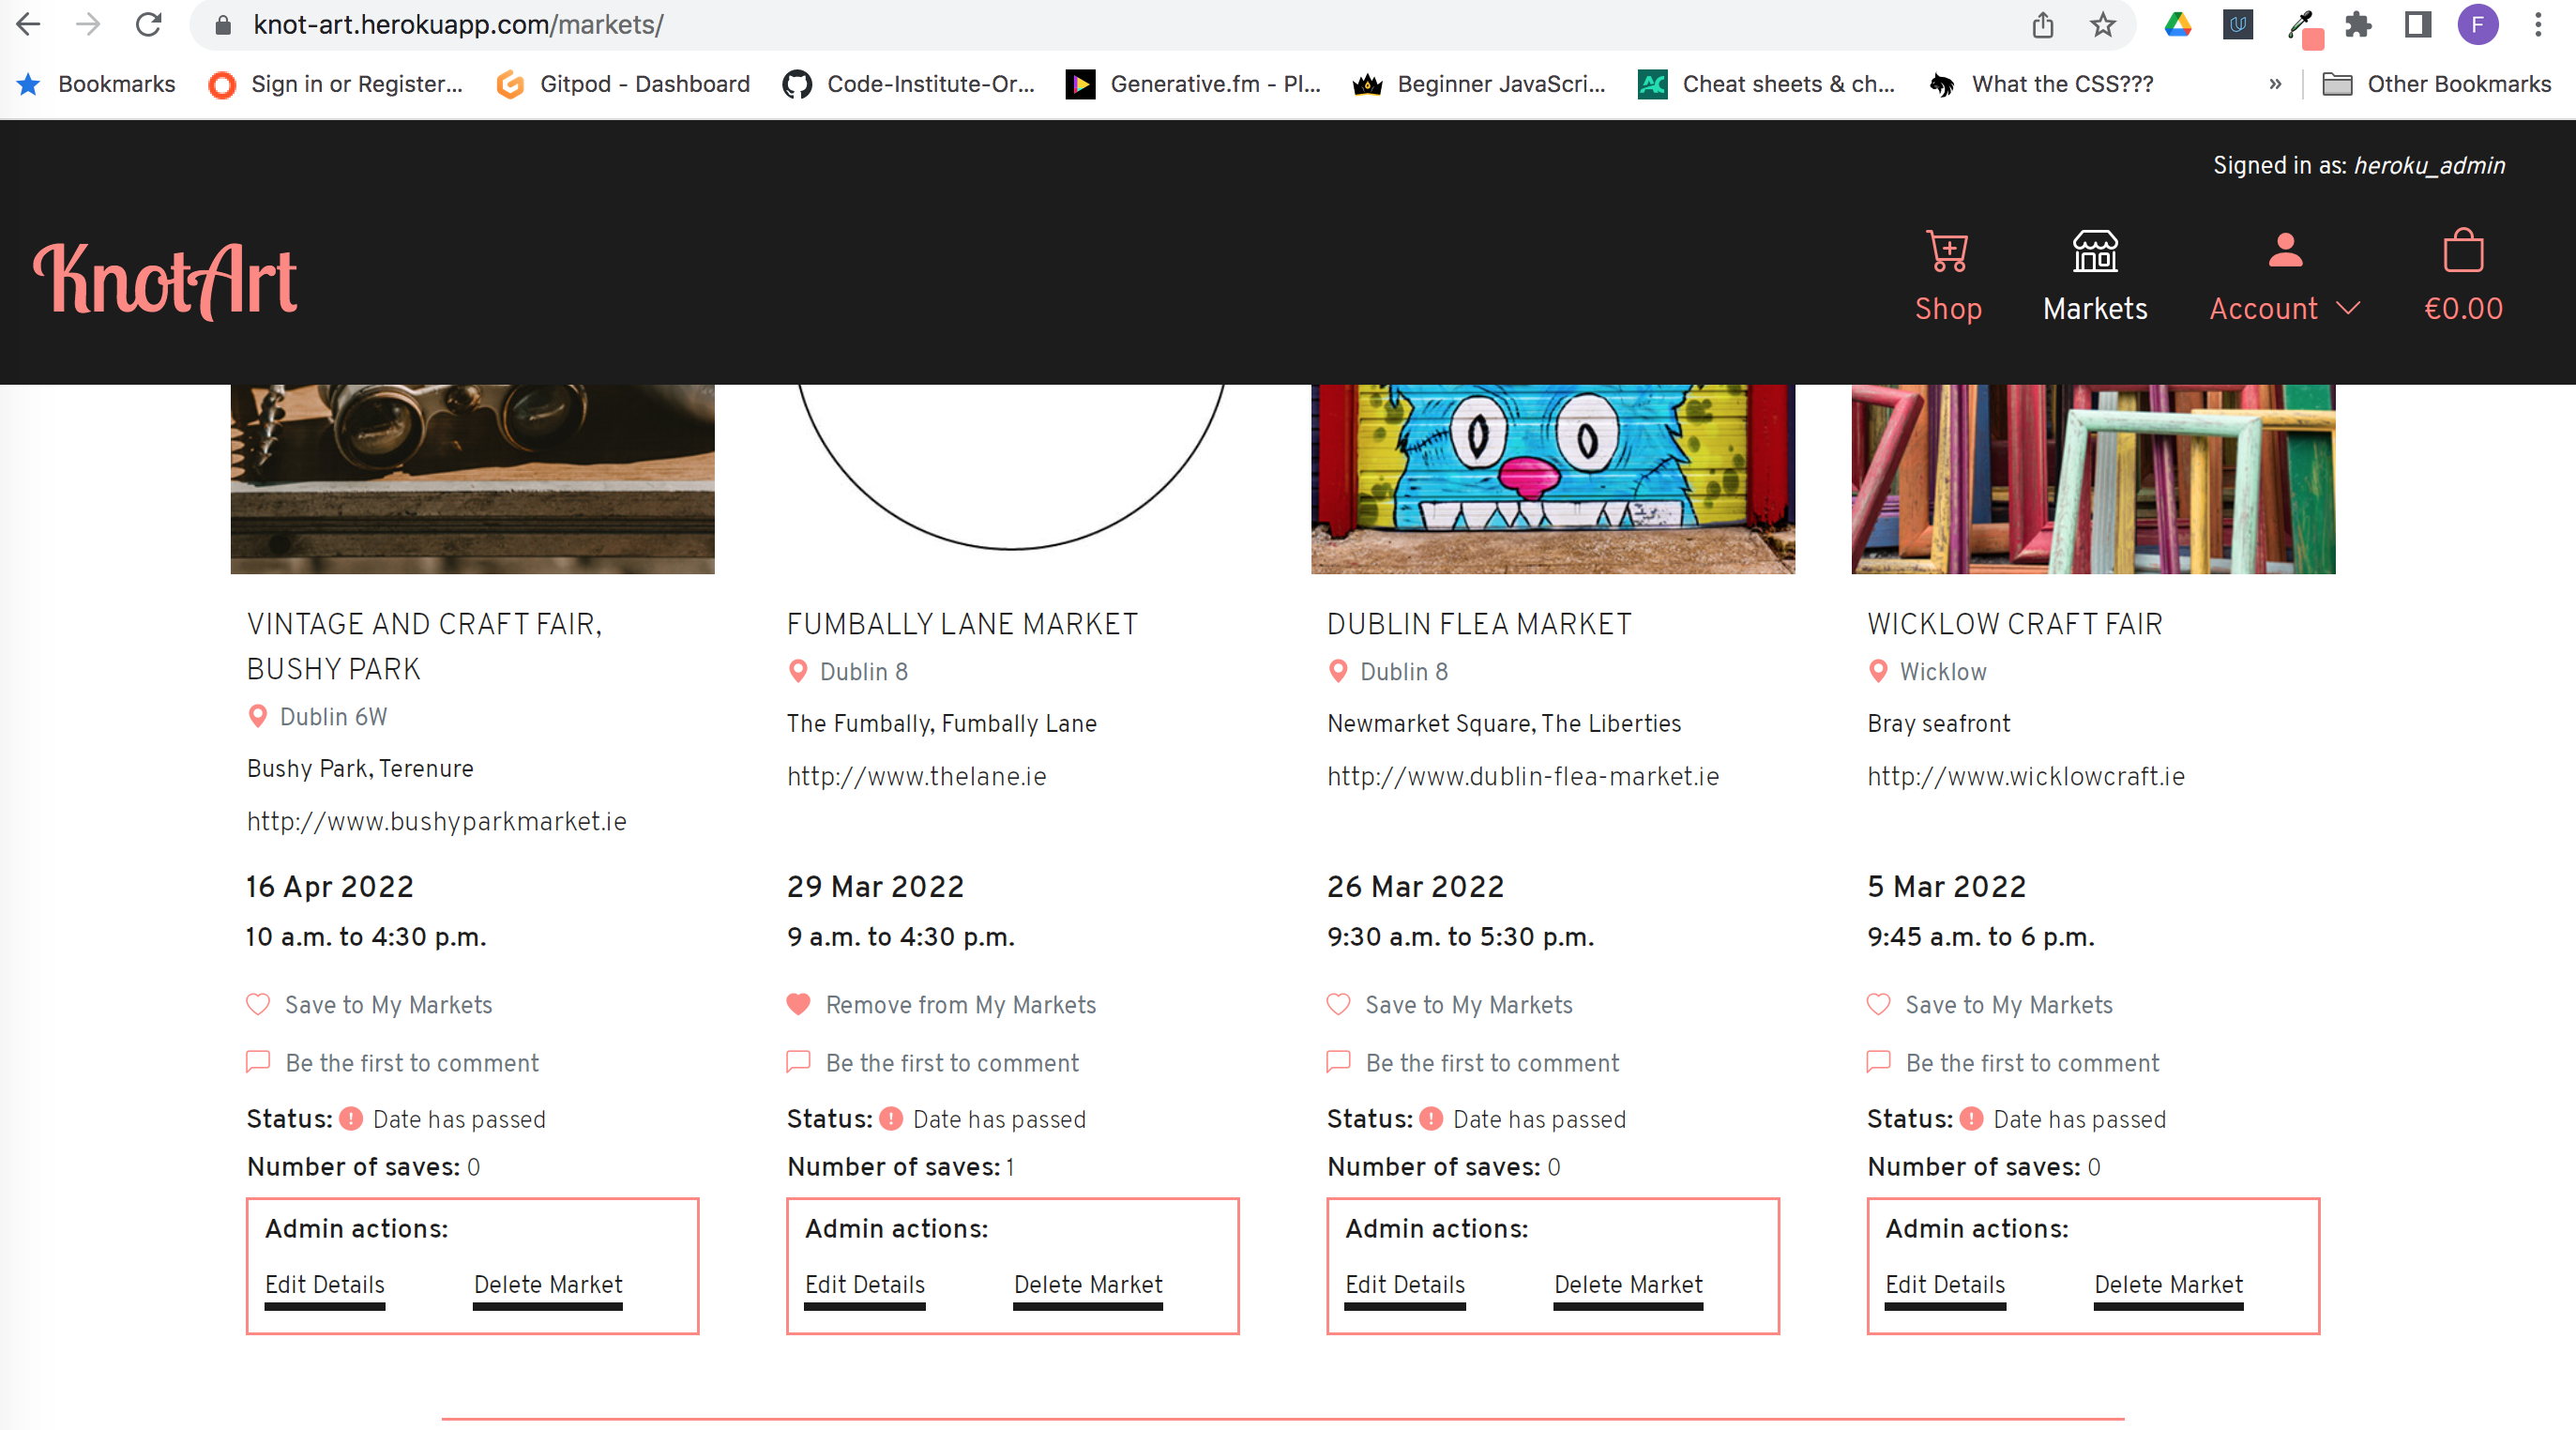 knot-art.herokuapp.com/markets/
F
Bookmarks
Sign in or Register...
Gitpod - Dashboard
Code-Institute-Or...
Generative.fm - Pl...
Beginner JavaScri...
AC
Cheat sheets & ch...
What the CSS???
»
Other Bookmarks
Signed in as: heroku_admin
KnotArt
Shop
Markets
Account
€0.00
VINTAGE AND CRAFT FAIR,
BUSHY PARK
Dublin 6W
Bushy Park, Terenure
http://www.bushyparkmarket.ie
16 Apr 2022
10 a.m. to 4:30 p.m.
Save to My Markets
Be the first to comment
Status: Date has passed
Number of saves: 0
Admin actions:
Edit Details
Delete Market
FUMBALLY LANE MARKET
Dublin 8
The Fumbally, Fumbally Lane
http://www.thelane.ie
29 Mar 2022
9 a.m. to 4:30 p.m.
Remove from My Markets
Be the first to comment
Status: Date has passed
Number of saves: 1
Admin actions:
Edit Details
Delete Market
DUBLIN FLEA MARKET
Dublin 8
Newmarket Square, The Liberties
http://www.dublin-flea-market.ie
26 Mar 2022
9:30 a.m. to 5:30 p.m.
Save to My Markets
Be the first to comment
Status: Date has passed
Number of saves: 0
Admin actions:
Edit Details
Delete Market
WICKLOW CRAFT FAIR
Wicklow
Bray seafront
http://www.wicklowcraft.ie
5 Mar 2022
9:45 a.m. to 6 p.m.
Save to My Markets
Be the first to comment
Status: Date has passed
Number of saves: 0
Admin actions:
Edit Details
Delete Market